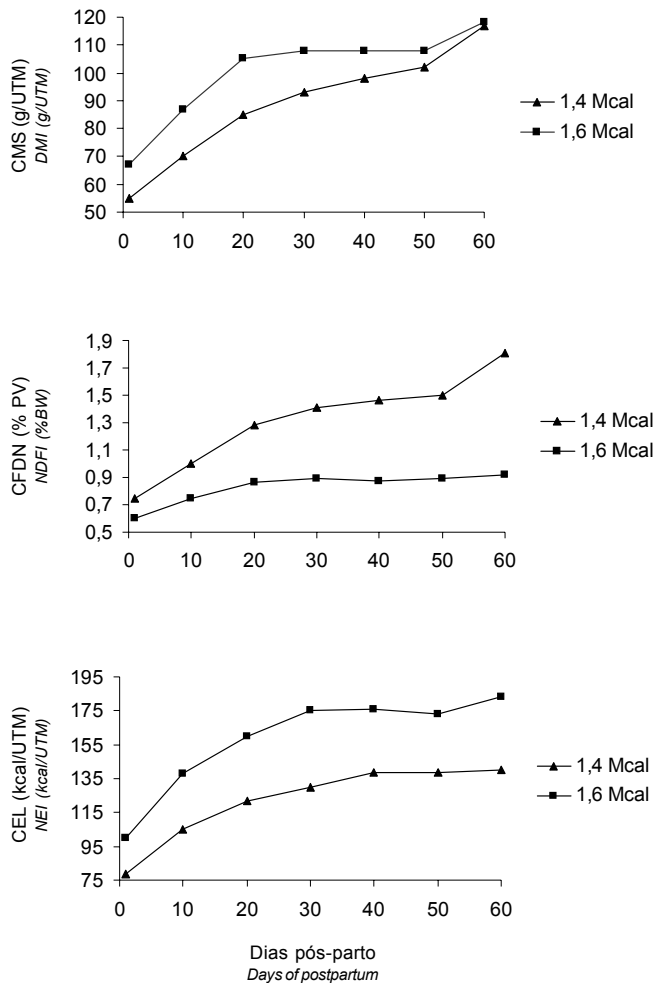 120
110
100
90
80
70
60
50
0 10 20 30 40 50 60
CMS (g/UTM)
DMI (g/UTM)
1,4 Mcal
1,6 Mcal
1,9
1,7
1,5
1,3
1,1
0,9
0,7
0,5
0 10 20 30 40 50 60
CFDN (% PV)
NDFI (%BW)
1,4 Mcal
1,6 Mcal
195
175
155
135
115
95
75
0 10 20 30 40 50 60
CEL (kcal/UTM)
NEI (kcal/UTM)
1,4 Mcal
1,6 Mcal
Dias pós-parto
Days of postpartum